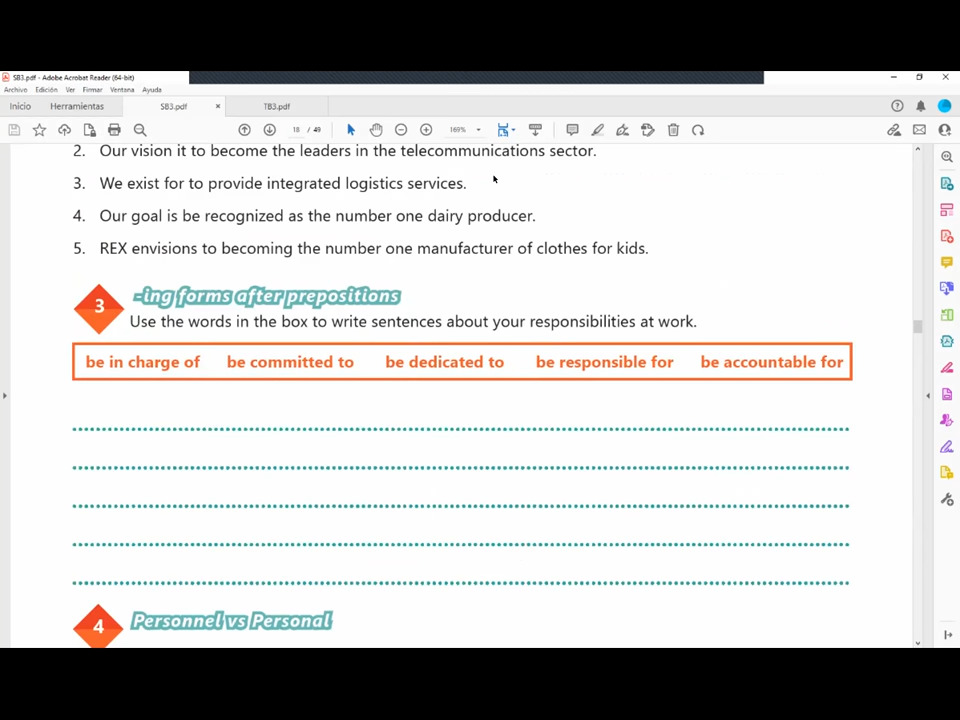 SB3.pdf - Adobe Acrobat Reader (64-bit)
Archivo Edición Ver Firmar Ventana Ayuda
Inicio Herramientas SB3.pdf × TB3.pdf
18 / 49 169%
2. Our vision it to become the leaders in the telecommunications sector.
3. We exist for to provide integrated logistics services.
4. Our goal is be recognized as the number one dairy producer.
5. REX envisions to becoming the number one manufacturer of clothes for kids.
3 -ing forms after prepositions
Use the words in the box to write sentences about your responsibilities at work.
be in charge of be committed to be dedicated to be responsible for be accountable for
4 Personnel vs Personal